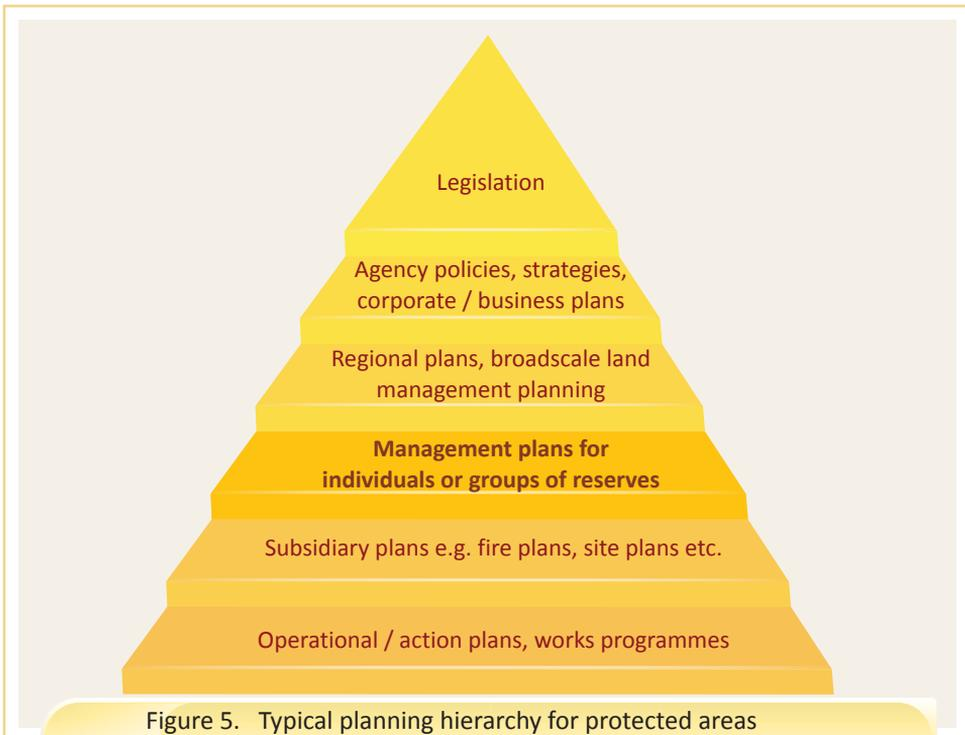 Legislation
Agency policies, strategies,
corporate / business plans
Regional plans, broadscale land
management planning
Management plans for
individuals or groups of reserves
Subsidiary plans e.g. fire plans, site plans etc.
Operational / action plans, works programmes
Figure 5. Typical planning hierarchy for protected areas